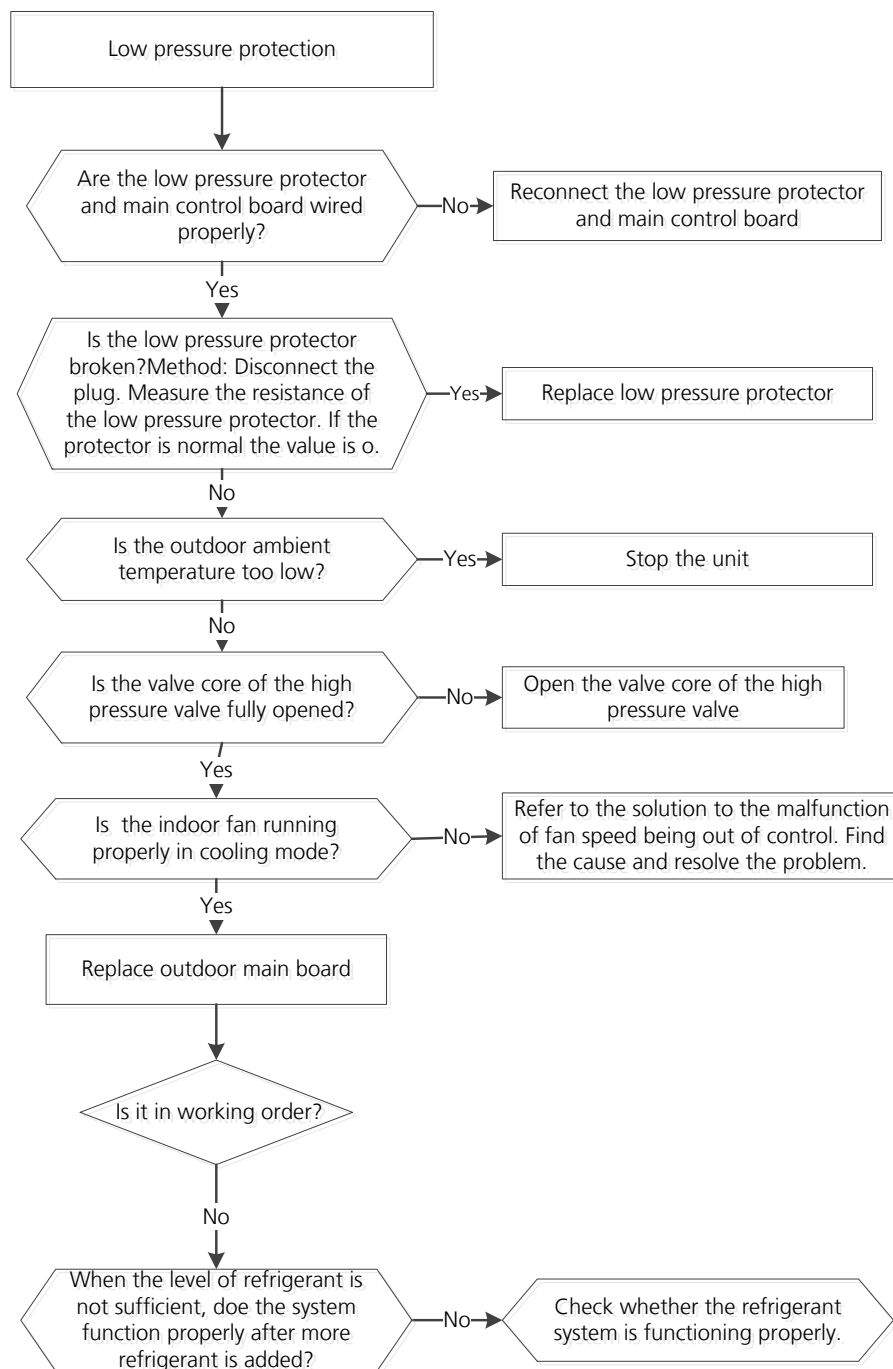 Low pressure protection
Are the low pressure protector
and main control board wired
properly?
No
Reconnect the low pressure protector
and main control board
Yes
Is the low pressure protector
broken?Method: Disconnect the
plug. Measure the resistance of
the low pressure protector. If the
protector is normal the value is o.
Yes
Replace low pressure protector
No
Is the outdoor ambient
temperature too low?
Yes
Stop the unit
No
Is the valve core of the high
pressure valve fully opened?
No
Open the valve core of the high
pressure valve
Yes
Is the indoor fan running
properly in cooling mode?
No
Refer to the solution to the malfunction
of fan speed being out of control. Find
the cause and resolve the problem.
Yes
Replace outdoor main board
Is it in working order?
No
When the level of refrigerant is
not sufficient, doe the system
function properly after more
refrigerant is added?
No
Check whether the refrigerant
system is functioning properly.